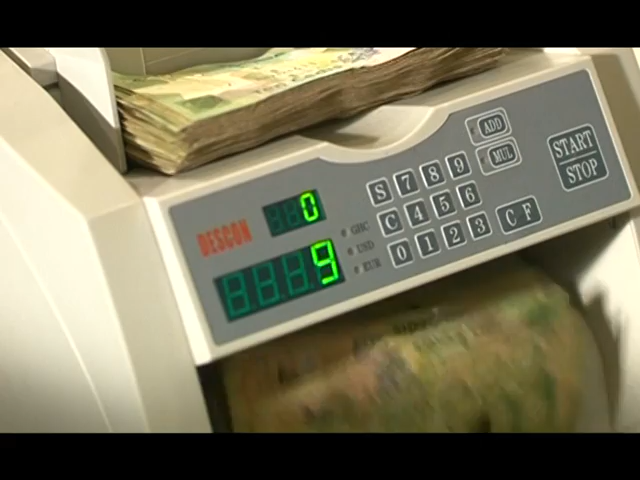 0
DESCON
9
GHC
USD
EUR
S 7 8 9
C 4 5 6
0 1 2 3
ADD
MUL
C F
START
STOP